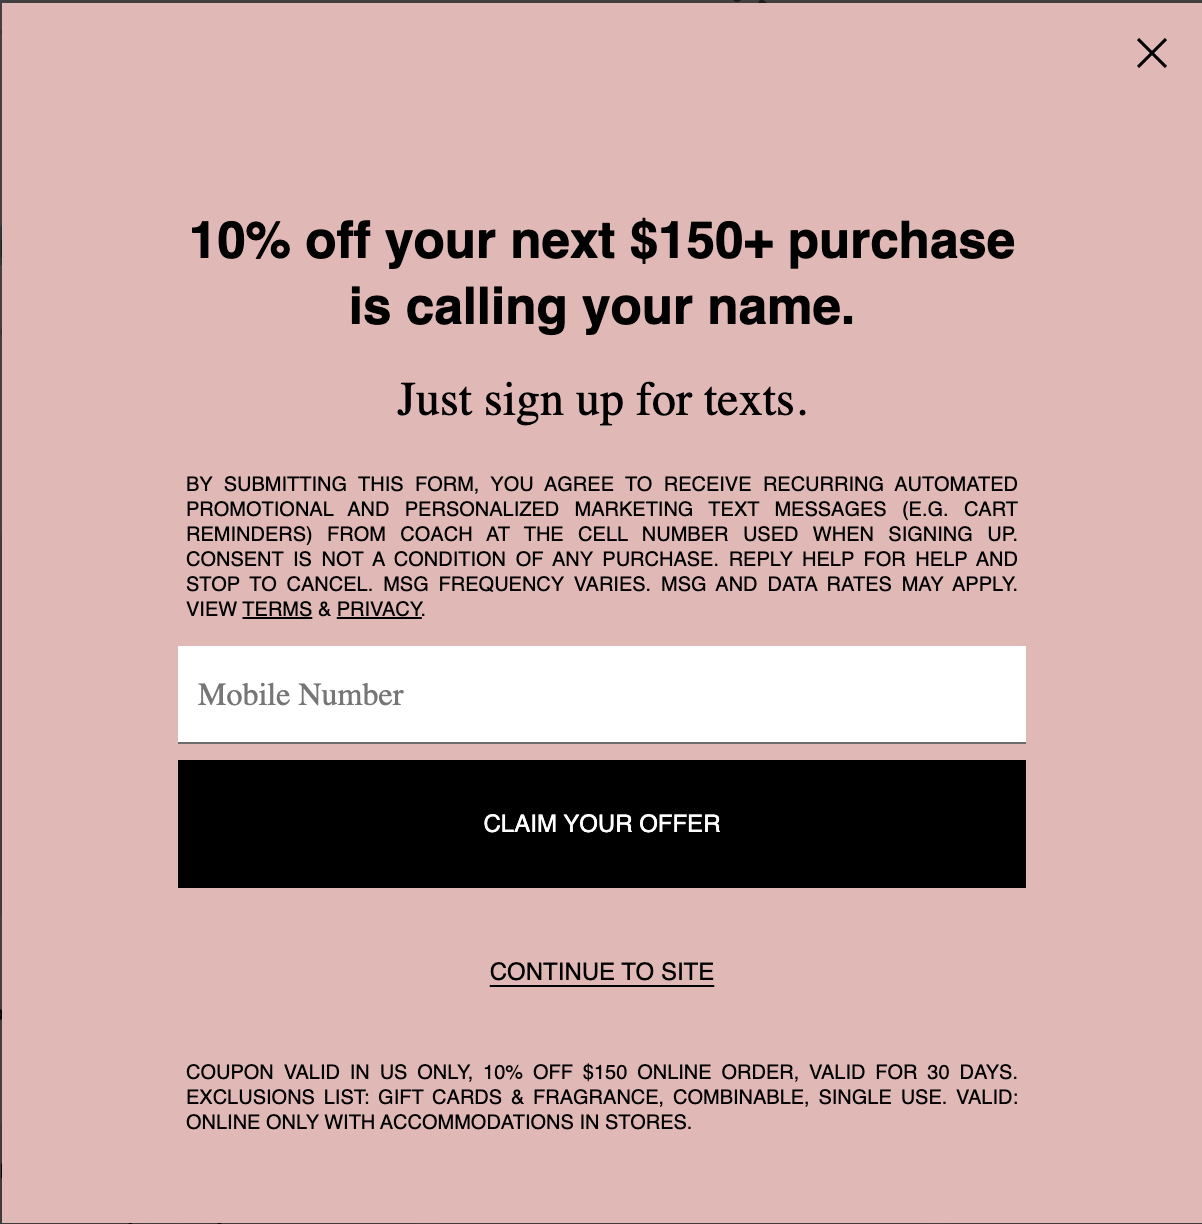 10% off your next $150+ purchase
is calling your name.
Just sign up for texts.
BY SUBMITTING THIS FORM, YOU AGREE TO RECEIVE RECURRING AUTOMATED
PROMOTIONAL AND PERSONALIZED MARKETING TEXT MESSAGES (E.G. CART
REMINDERS) FROM COACH AT THE CELL NUMBER USED WHEN SIGNING UP.
CONSENT IS NOT A CONDITION OF ANY PURCHASE. REPLY HELP FOR HELP AND
STOP TO CANCEL. MSG FREQUENCY VARIES. MSG AND DATA RATES MAY APPLY.
VIEW TERMS & PRIVACY.
Mobile Number
CLAIM YOUR OFFER
CONTINUE TO SITE
COUPON VALID IN US ONLY, 10% OFF $150 ONLINE ORDER, VALID FOR 30 DAYS.
EXCLUSIONS LIST: GIFT CARDS & FRAGRANCE, COMBINABLE, SINGLE USE. VALID:
ONLINE ONLY WITH ACCOMMODATIONS IN STORES.